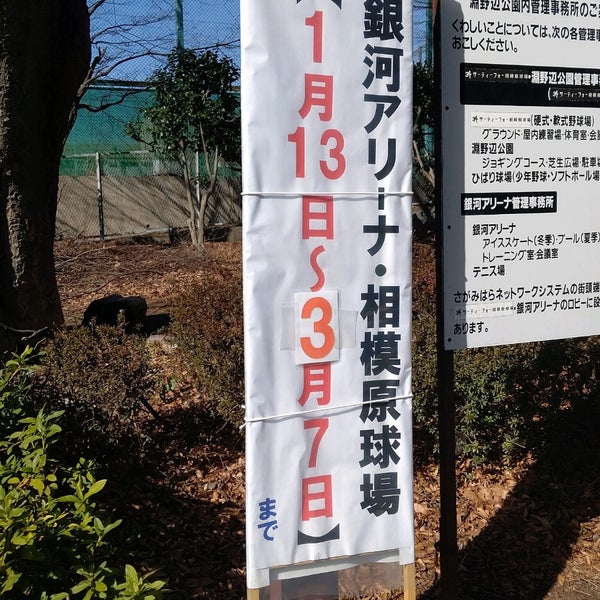 銀河アリーナ・相模原球場
1月13日〜3月7日】
まで
淵野辺公園内管理事務所のご
くわしいことについては、次の各管理事
おこしください。
淵野辺公園管理事
(硬式・軟式野球場)
グラウンド・屋内練習場・体育室・会議
淵野辺公園
ジョギングコース・芝生広場・駐車場
ひばり球場(少年野球・ソフトボール場
銀河アリーナ管理事務所
銀河アリーナ
アイススケート(冬季)・プール(夏季)
トレーニング室・会議室
テニス場
さがみはらネットワークシステムの街頭端
銀河アリーナのロビーに設
あります。